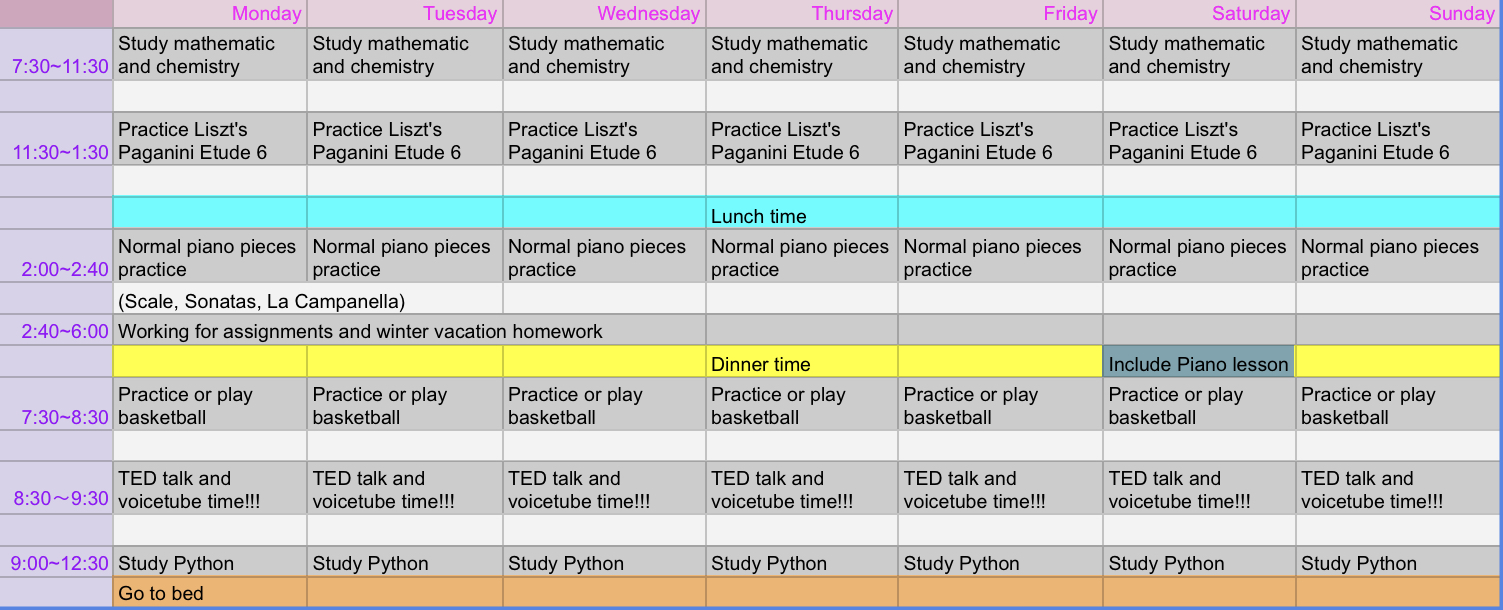 Monday Tuesday Wednesday Thursday Friday Saturday Sunday
Study mathematic Study mathematic Study mathematic Study mathematic Study mathematic Study mathematic Study mathematic
7:30~11:30 and chemistry and chemistry and chemistry and chemistry and chemistry and chemistry and chemistry
Practice Liszt's Practice Liszt's Practice Liszt's Practice Liszt's Practice Liszt's Practice Liszt's Practice Liszt's
11:30~1:30 Paganini Etude 6 Paganini Etude 6 Paganini Etude 6 Paganini Etude 6 Paganini Etude 6 Paganini Etude 6 Paganini Etude 6
Lunch time
Normal piano pieces Normal piano pieces Normal piano pieces Normal piano pieces Normal piano pieces Normal piano pieces Normal piano pieces
2:00~2:40 practice practice practice practice practice practice practice
(Scale, Sonatas, La Campanella)
2:40~6:00 Working for assignments and winter vacation homework
Dinner time Include Piano lesson
Practice or play Practice or play Practice or play Practice or play Practice or play Practice or play Practice or play
7:30~8:30 basketball basketball basketball basketball basketball basketball basketball
TED talk and TED talk and TED talk and TED talk and TED talk and TED talk and TED talk and
8:30～9:30 voicetube time!!! voicetube time!!! voicetube time!!! voicetube time!!! voicetube time!!! voicetube time!!! voicetube time!!!
9:00~12:30 Study Python Study Python Study Python Study Python Study Python Study Python Study Python
Go to bed